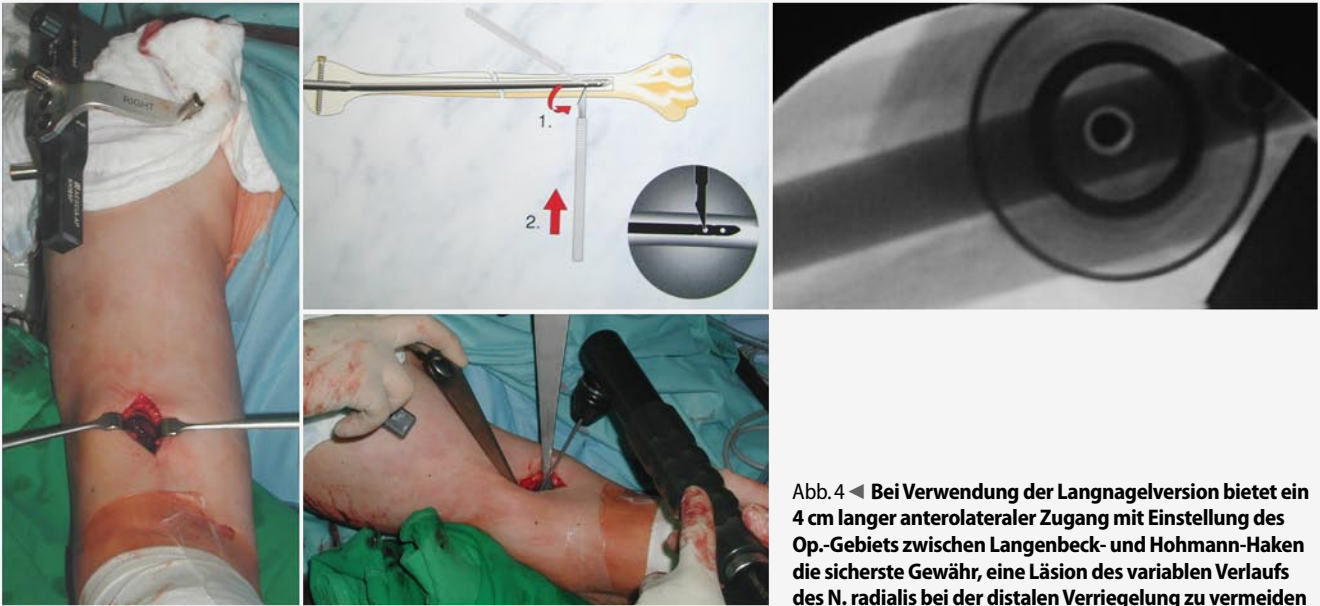 RIGHT
AESCULAP
1.
2.
Abb. 4 ◄ Bei Verwendung der Langnagelversion bietet ein
4 cm langer anterolateraler Zugang mit Einstellung des
Op.-Gebiets zwischen Langenbeck- und Hohmann-Haken
die sicherste Gewähr, eine Läsion des variablen Verlaufs
des N. radialis bei der distalen Verriegelung zu vermeiden